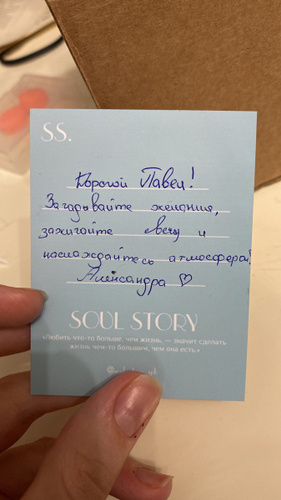 SS.
Дорогой Павел!
Загадывайте желания,
зажигайте свечу и
наслаждайтесь атмосферой
Александра ♡
SOUL STORY
«Любить что-то больше, чем жизнь, — значит сделать
жизнь чем-то большим, чем она есть.»